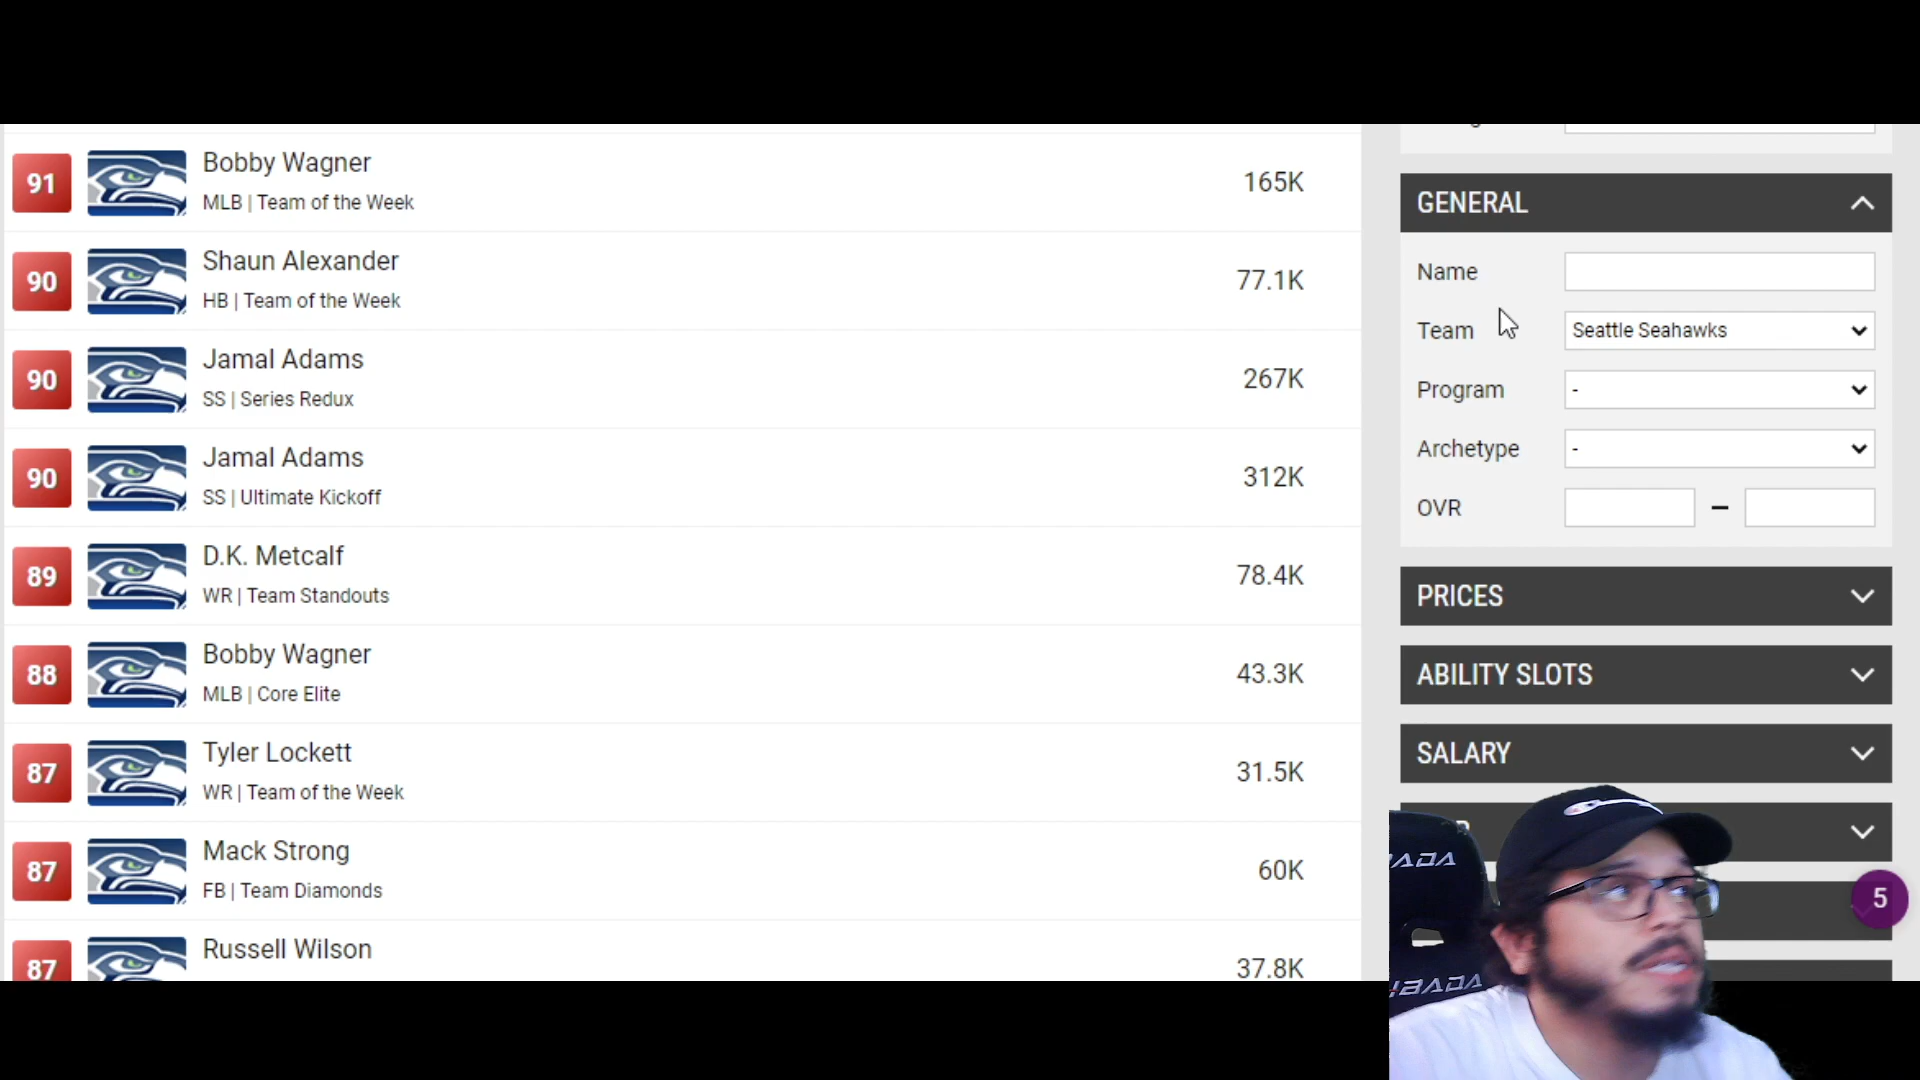 91
Bobby Wagner
MLB | Team of the Week
165K
90
Shaun Alexander
HB | Team of the Week
77.1K
90
Jamal Adams
SS | Series Redux
267K
90
Jamal Adams
SS | Ultimate Kickoff
312K
89
D.K. Metcalf
WR | Team Standouts
78.4K
88
Bobby Wagner
MLB | Core Elite
43.3K
87
Tyler Lockett
WR | Team of the Week
31.5K
87
Mack Strong
FB | Team Diamonds
60K
87
Russell Wilson
37.8K
GENERAL
Name
Team
Seattle Seahawks
Program
-
Archetype
-
OVR
–
PRICES
ABILITY SLOTS
SALARY
5